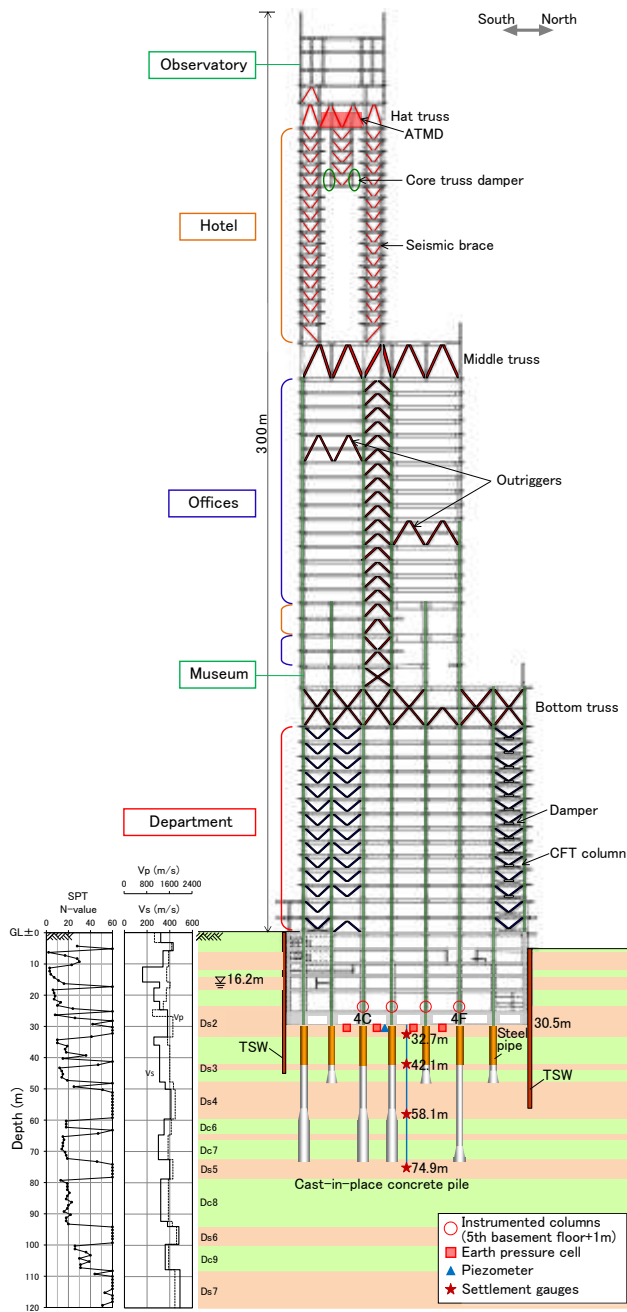 South North
Observatory
Hat truss
ATMD
Core truss damper
Hotel
Seismic brace
Middle truss
300m
Outriggers
Offices
Museum
Bottom truss
Damper
Department
CFT column
Vp (m/s)
0 800 1600 2400
SPT
N-value
Vs (m/s)
0 20 40 60
0 200 400 600
GL± 0
10
20
30
40
50
60
70
80
90
100
110
120
Depth (m)
Vp
Vs
16.2m
Ds2
Ds3
Ds4
Dc6
Dc7
Ds5
Dc8
Ds6
Dc9
Ds7
TSW
4C 4F
30.5m
32.7m
Steel
pipe
42.1m
TSW
58.1m
74.9m
Cast-in-place concrete pile
Instrumented columns
(5th basement floor+1m)
Earth pressure cell
Piezometer
Settlement gauges